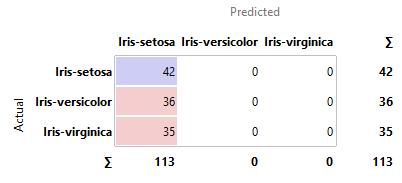 Predicted
Iris-setosa Iris-versicolor Iris-virginica Σ
Iris-setosa 42 0 0 42
Iris-versicolor 36 0 0 36
Iris-virginica 35 0 0 35
Σ 113 0 0 113
Actual